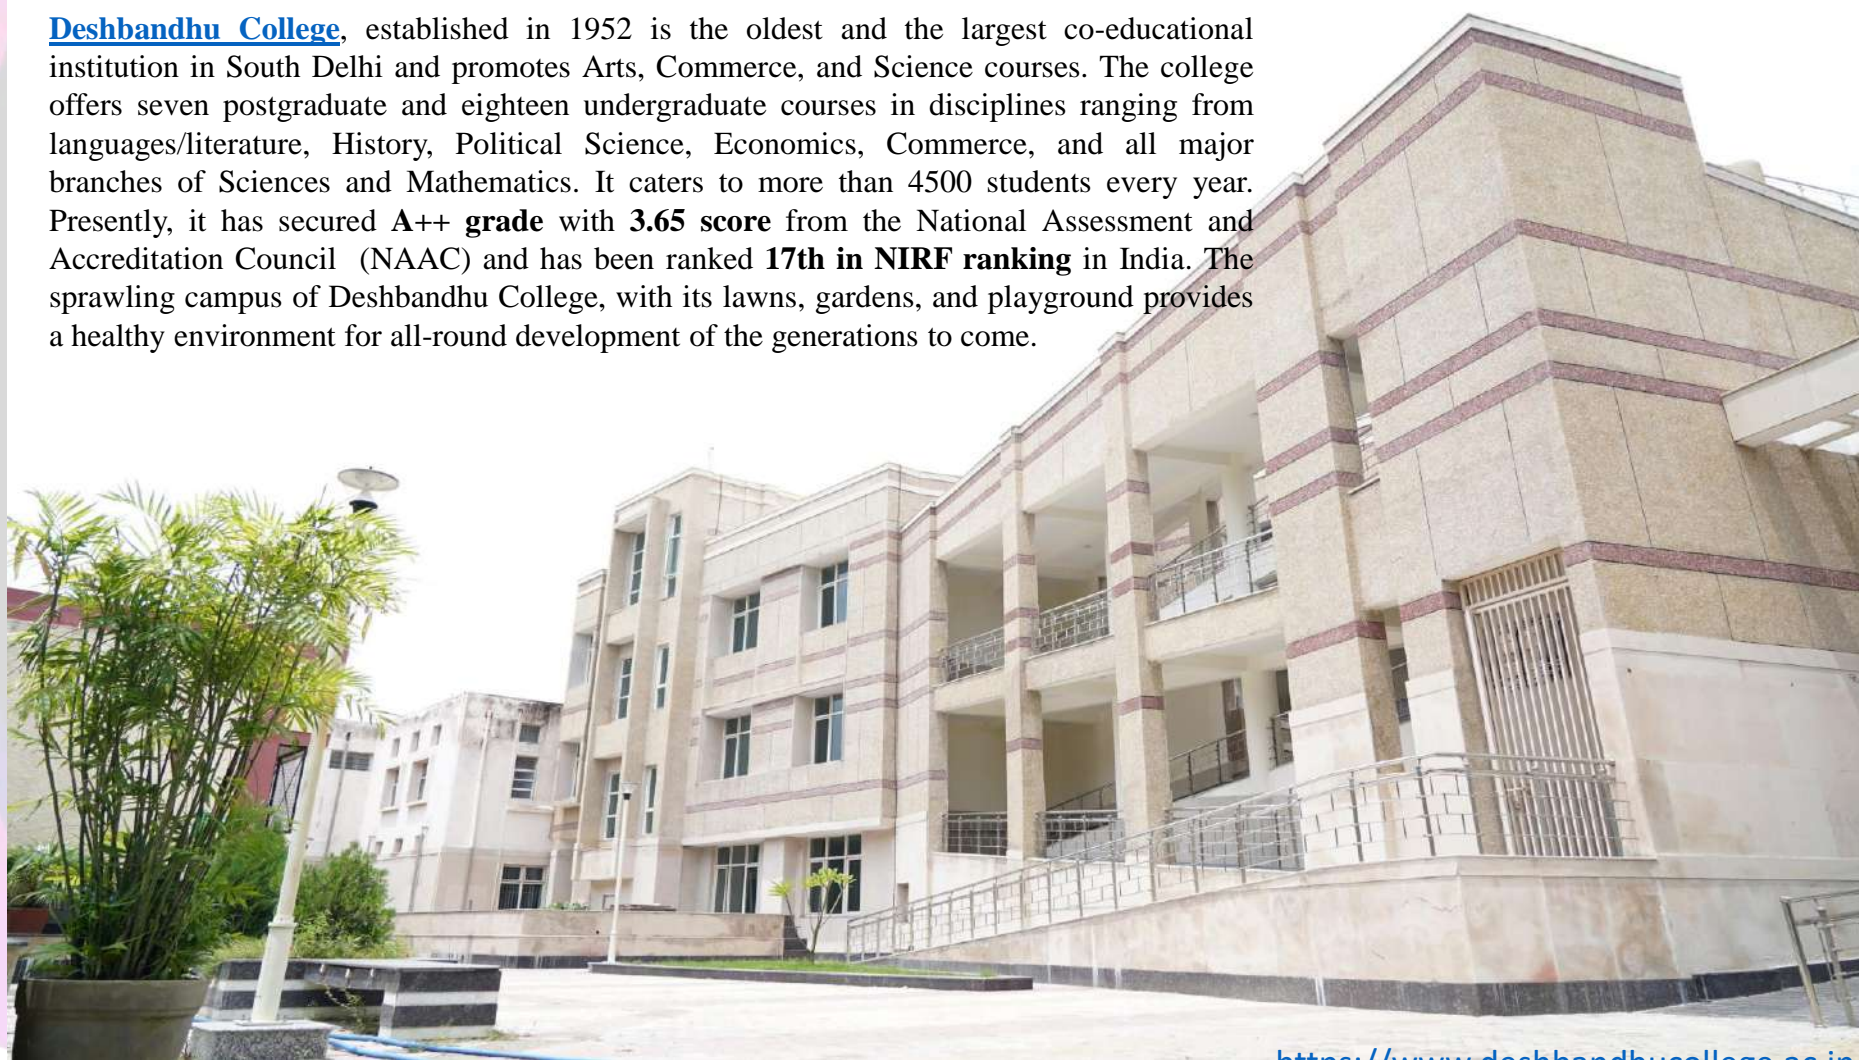 Deshbandhu College, established in 1952 is the oldest and the largest co-educational
institution in South Delhi and promotes Arts, Commerce, and Science courses. The college
offers seven postgraduate and eighteen undergraduate courses in disciplines ranging from
languages/literature, History, Political Science, Economics, Commerce, and all major
branches of Sciences and Mathematics. It caters to more than 4500 students every year.
Presently, it has secured A++ grade with 3.65 score from the National Assessment and
Accreditation Council (NAAC) and has been ranked 17th in NIRF ranking in India. The
sprawling campus of Deshbandhu College, with its lawns, gardens, and playground provides
a healthy environment for all-round development of the generations to come.
https://www.deshbandhucollege.ac.in